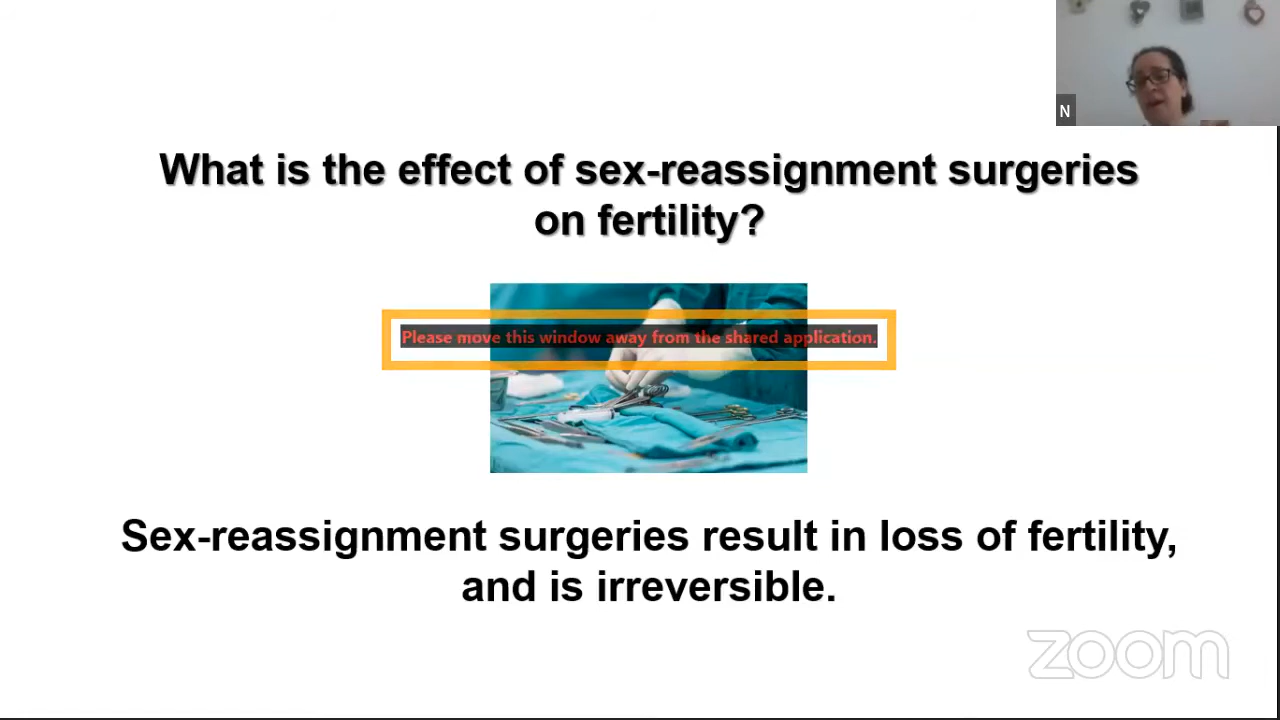 N
What is the effect of sex-reassignment surgeries
on fertility?
Please move this window away from the shared application.
Sex-reassignment surgeries result in loss of fertility,
and is irreversible.
zoom